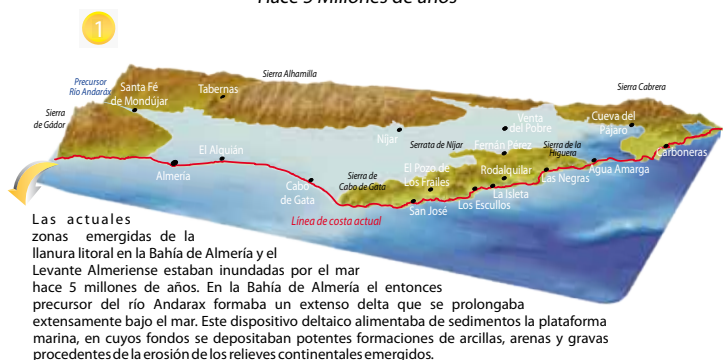 Hace 5 Millones de años
1
Precursor
Río Andaráx
Santa Fé
de Mondújar
Tabernas
Sierra Alhamilla
Sierra Cabrera
Sierra
de Gádor
Níjar
Venta
del Pobre
Cueva del
Pájaro
Serrata de Níjar
Fernán Pérez
Sierra de la
Higuera
Carboneras
El Alquián
Almería
Sierra de
Cabo de Gata
El Pozo de
Los Frailes
Rodalquilar
Las Negras
Agua Amarga
Cabo
de Gata
La Isleta
Los Escullos
San José
Línea de costa actual
Las actuales
zonas emergidas de la
llanura litoral en la Bahía de Almería y el
Levante Almeriense estaban inundadas por el mar
hace 5 millones de años. En la Bahía de Almería el entonces
precursor del río Andarax formaba un extenso delta que se prolongaba
extensamente bajo el mar. Este dispositivo deltaico alimentaba de sedimentos la plataforma
marina, en cuyos fondos se depositaban potentes formaciones de arcillas, arenas y gravas
procedentes de la erosión de los relieves continentales emergidos.